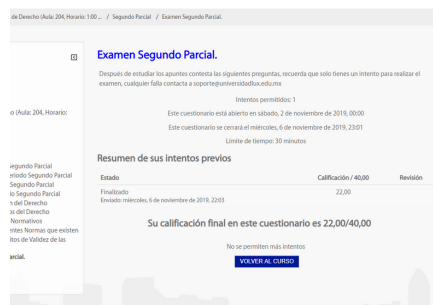 de Derecho (Aula: 204, Horario: 1:00 ... / Segundo Parcial / Examen Segundo Parcial.
o (Aula: 204, Horario:
Segundo Parcial
eriodo Segundo Parcial
Segundo Parcial
lo Segundo Parcial
n del Derecho
os del Derecho
Normativos
entes Normas que existen
itos de Validez de las
arcial.
Examen Segundo Parcial.
Después de estudiar los apuntes contesta las siguientes preguntas, recuerda que solo tienes un intento para realizar el
examen, cualquier falla contacta a soporte@universidadlux.edu.mx
Intentos permitidos: 1
Este cuestionario está abierto en sábado, 2 de noviembre de 2019, 00:00
Este cuestionario se cerrará el miércoles, 6 de noviembre de 2019, 23:01
Límite de tiempo: 30 minutos
Resumen de sus intentos previos
Estado Calificación / 40,00 Revisión
Finalizado 22,00
Enviado: miércoles, 6 de noviembre de 2019, 22:03
Su calificación final en este cuestionario es 22,00/40,00
No se permiten más intentos
VOLVER AL CURSO